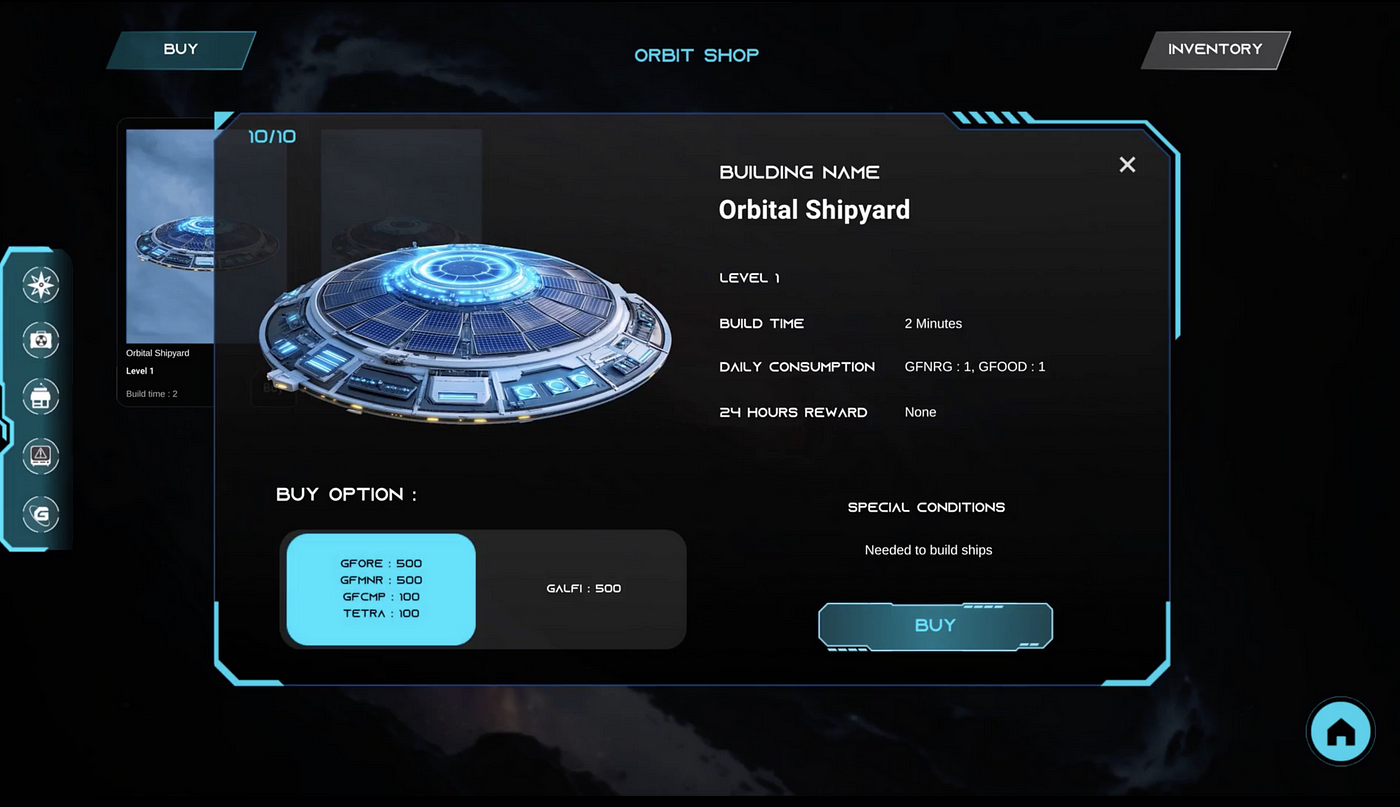 BUY
ORBIT SHOP
INVENTORY
10/10
BUILDING NAME
Orbital Shipyard
LEVEL 1
BUILD TIME 2 Minutes
DAILY CONSUMPTION GFNRG : 1, GFOOD : 1
24 HOURS REWARD None
Orbital Shipyard
Level 1
Build time : 2
BUY OPTION :
GFORE : 500
GFMNR : 500
GFCMP : 100
TETRA : 100
GALFI : 500
SPECIAL CONDITIONS
Needed to build ships
BUY